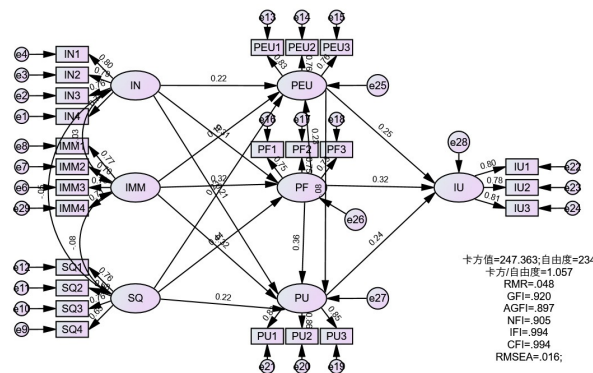 e13
e14
e15
PEU1
PEU2
PEU3
0.83
e4
IN1
0.80
e3
IN2
e2
IN3
e1
IN4
IN
0.22
PEU
e25
e16
e17
e18
PF1
PF2
PF3
0.75
0.25
e28
e8
IMM1
0.77
e7
IMM2
e6
IMM3
e29
IMM4
IMM
0.32
PF
0.32
IU
0.80
IU1
e22
0.78
IU2
e23
0.81
IU3
e24
e26
0.36
0.24
e12
SQ1
0.76
e11
SQ2
e10
SQ3
e9
SQ4
SQ
0.22
PU
e27
0.85
PU1
PU2
PU3
e21
e20
e19
卡方值=247.363;自由度=234
卡方/自由度=1.057
RMR=.048
GFI=.920
AGFI=.897
NFI=.905
IFI=.994
CFI=.994
RMSEA=.016;